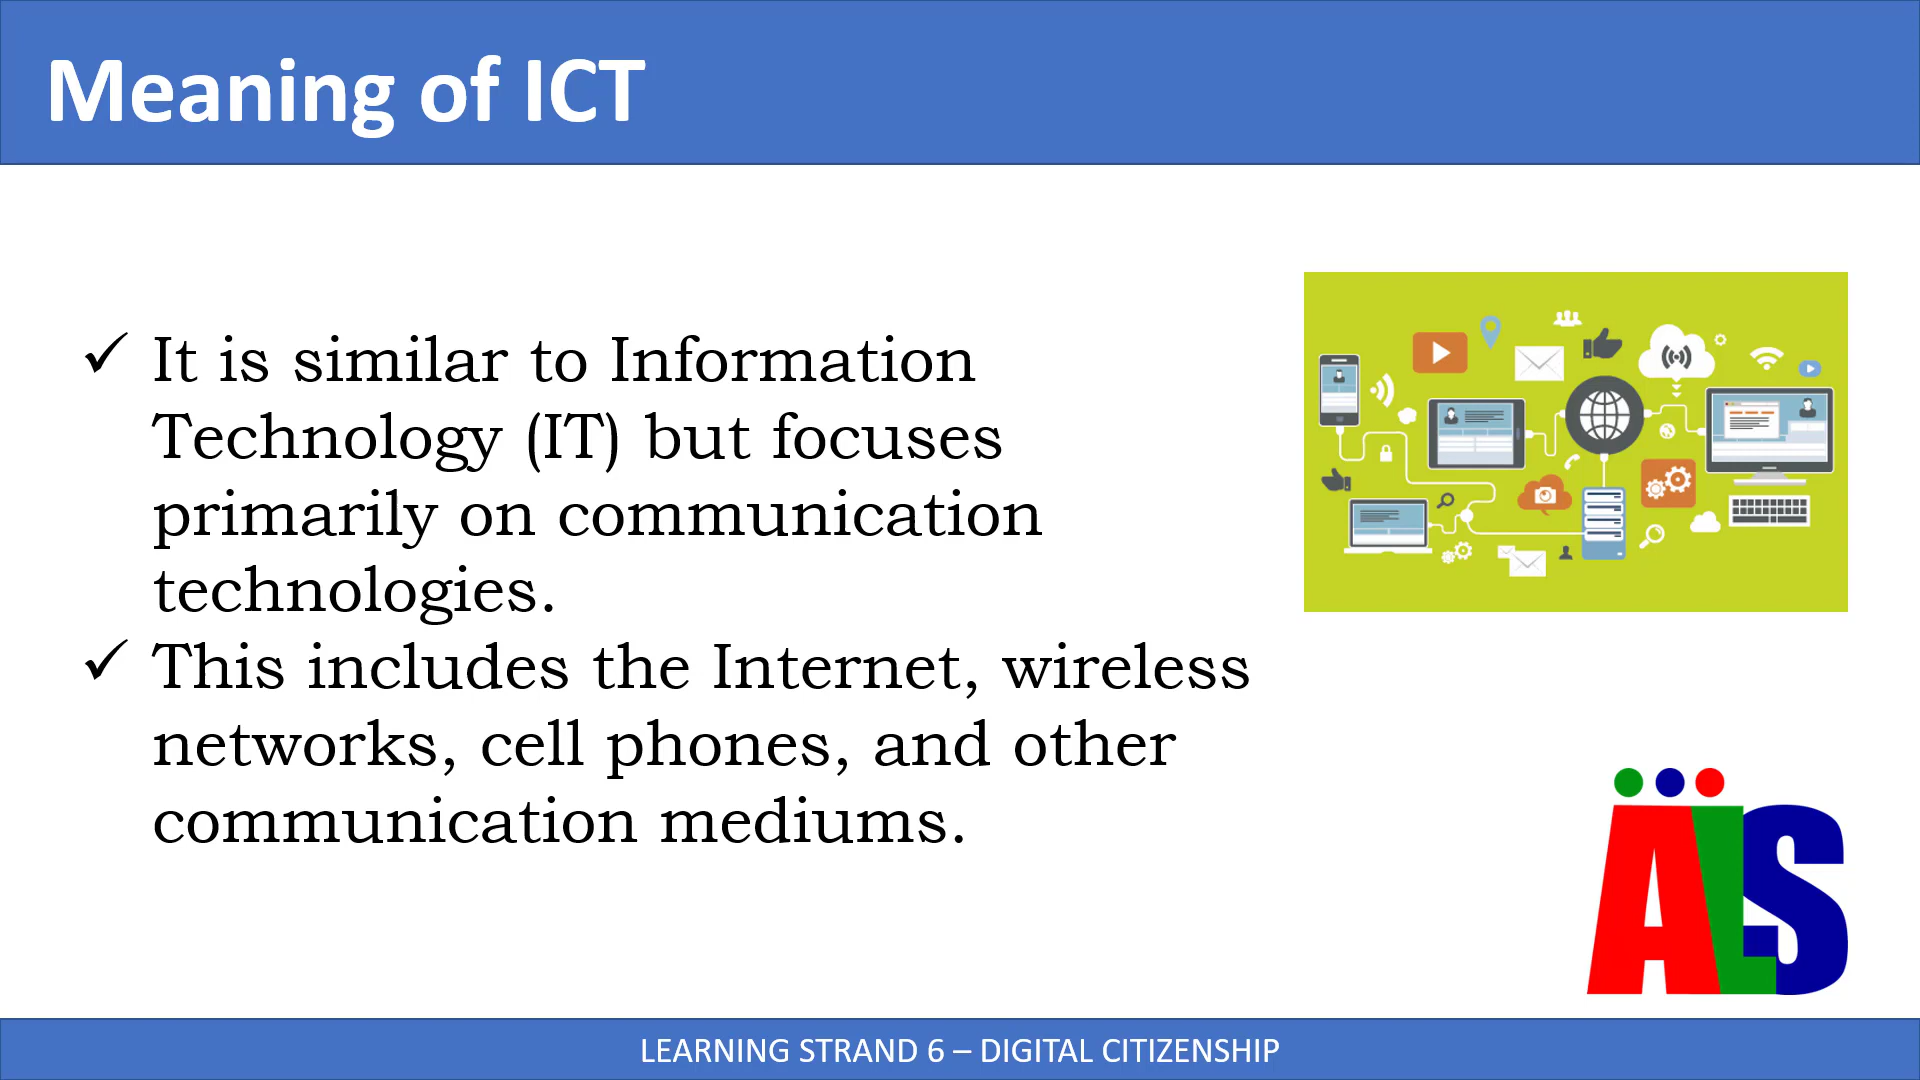 Meaning of ICT
✓ It is similar to Information
Technology (IT) but focuses
primarily on communication
technologies.
✓ This includes the Internet, wireless
networks, cell phones, and other
communication mediums.
ALS
LEARNING STRAND 6 – DIGITAL CITIZENSHIP